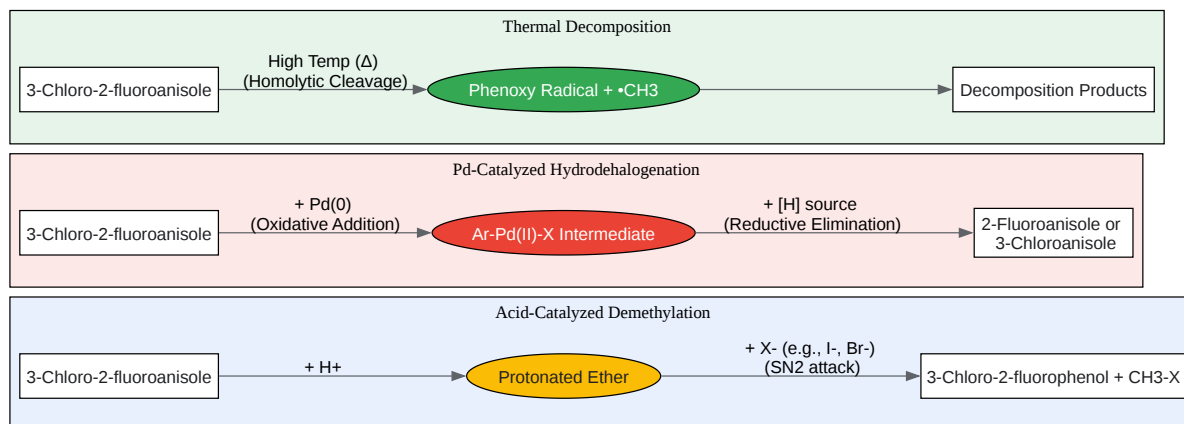 Thermal Decomposition
3-Chloro-2-fluoroanisole
High Temp (Δ)
(Homolytic Cleavage)
Phenoxy Radical + •CH3
Decomposition Products
Pd-Catalyzed Hydrodehalogenation
3-Chloro-2-fluoroanisole
+ Pd(0)
(Oxidative Addition)
Ar-Pd(II)-X Intermediate
+ [H] source
(Reductive Elimination)
2-Fluoroanisole or
3-Chloroanisole
Acid-Catalyzed Demethylation
3-Chloro-2-fluoroanisole
+ H+
Protonated Ether
+ X- (e.g., I-, Br-)
(SN2 attack)
3-Chloro-2-fluorophenol + CH3-X